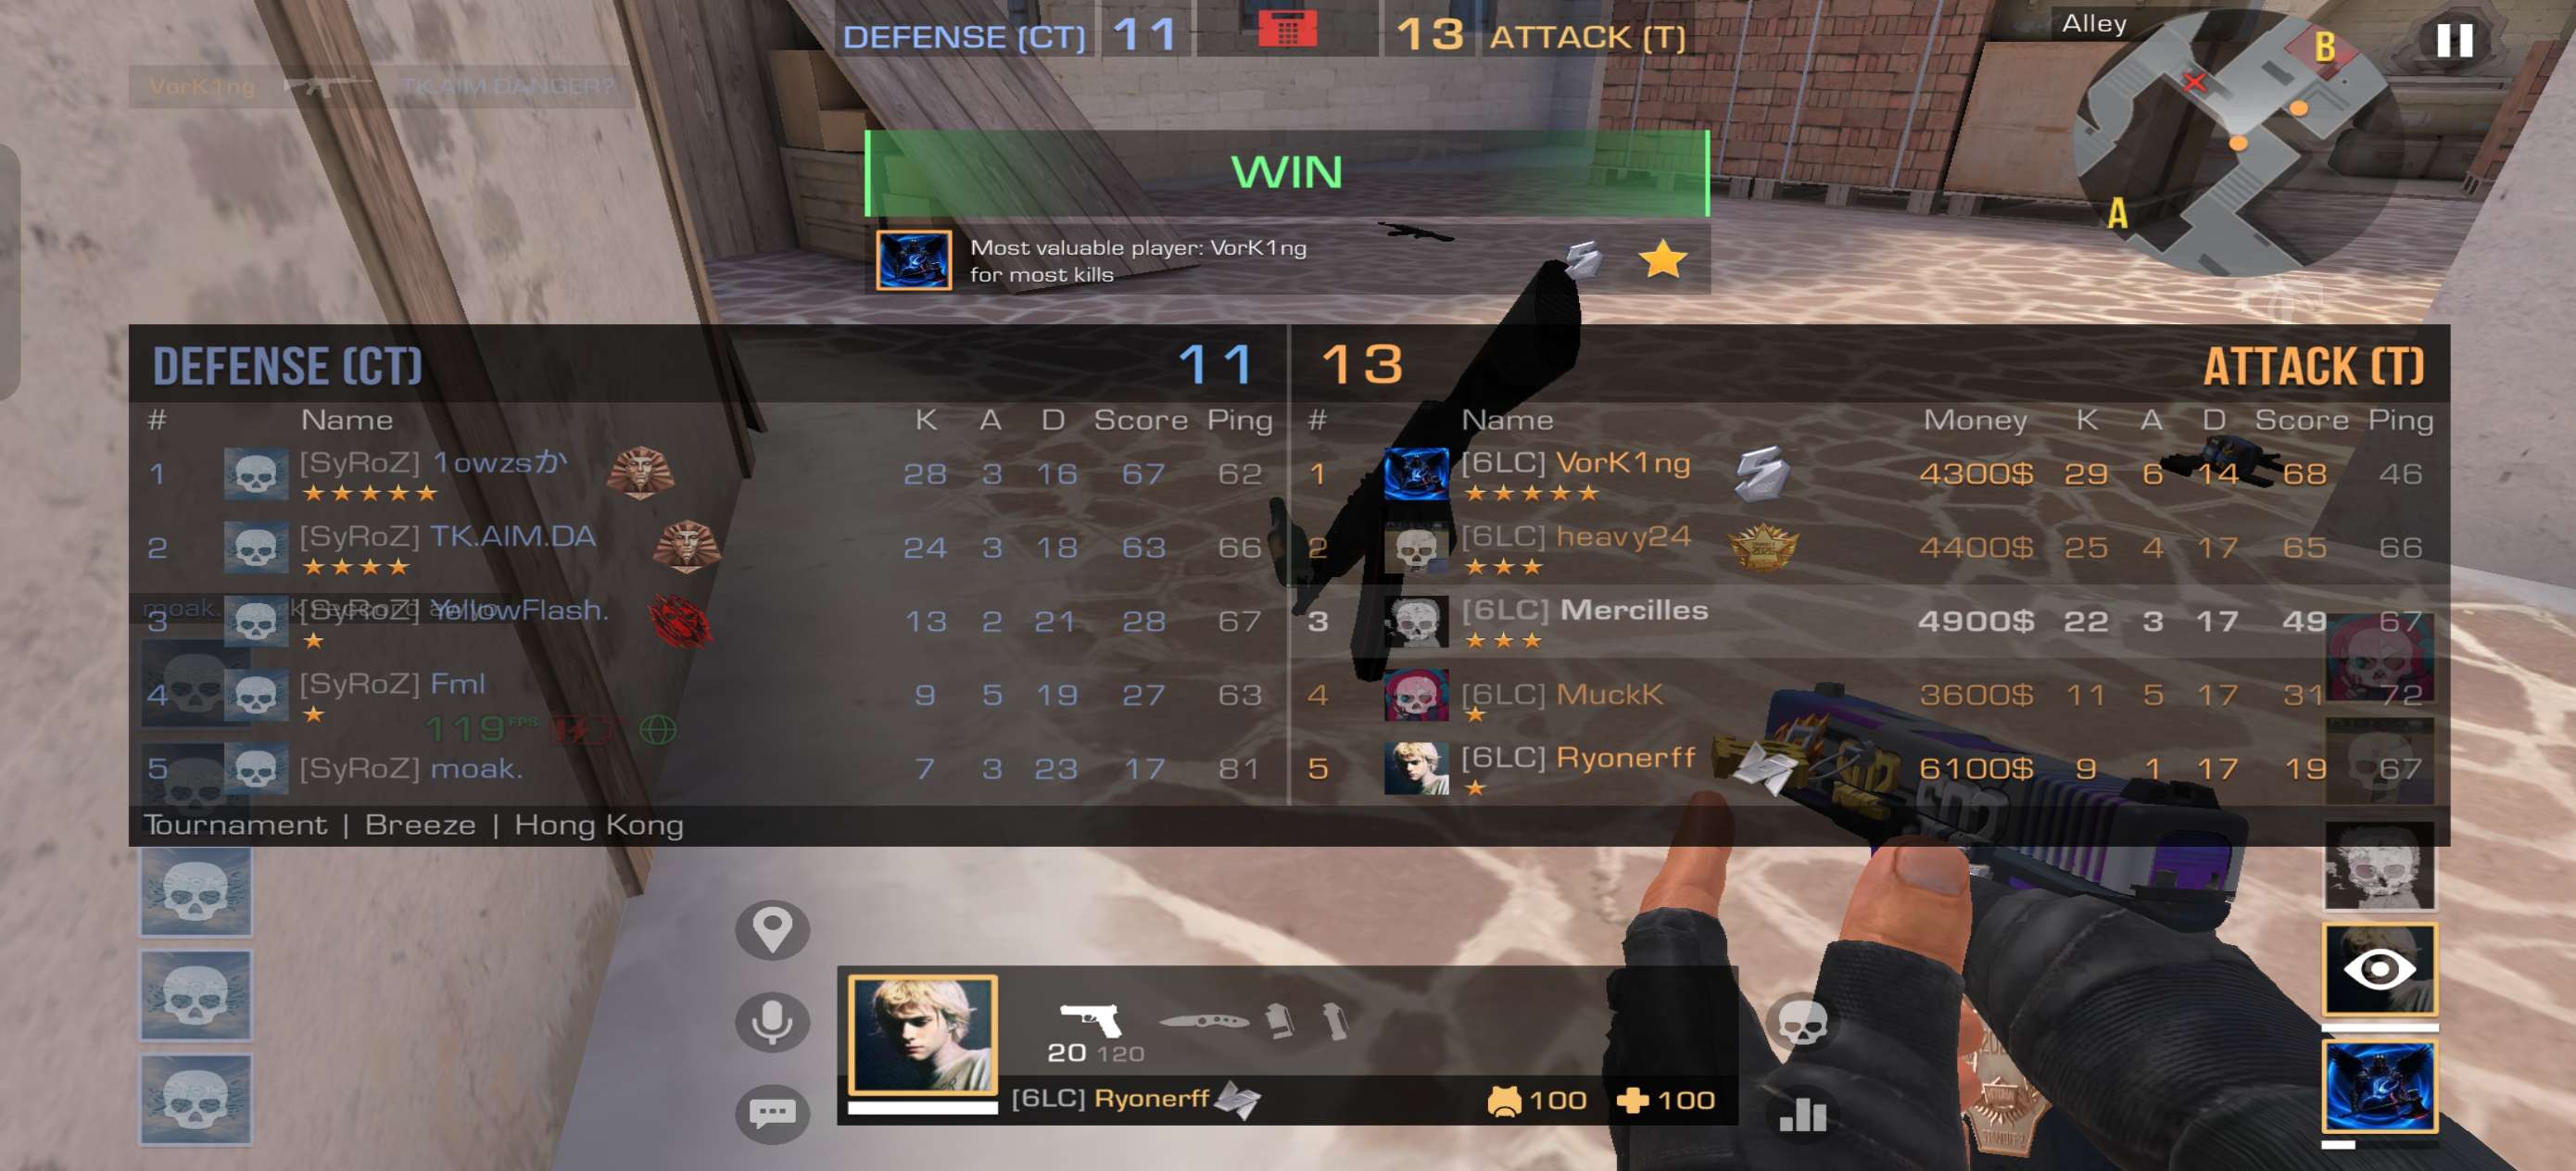 DEFENSE (CT) 11 13 ATTACK (T)
Alley
B
A
VorK1ng TK.AIM.DANGER?
WIN
Most valuable player: VorK1ng
for most kills
DEFENSE (CT) 11
# Name K A D Score Ping
1 [SyRoZ] 1owzsか 28 3 16 67 62
2 [SyRoZ] TK.AIM.DA 24 3 18 63 66
3 [SyRoZ] YellowFlash. 13 2 21 28 67
moak.
4 [SyRoZ] Fml 9 5 19 27 63
119 FPS
5 [SyRoZ] moak. 7 3 23 17 81
13 ATTACK (T)
# Name Money K A D Score Ping
1 [6LC] VorK1ng 4300$ 29 6 14 68 46
2 [6LC] heavy24 4400$ 25 4 17 65 66
3 [6LC] Mercilles 4900$ 22 3 17 49 67
4 [6LC] MuckK 3600$ 11 5 17 31 72
5 [6LC] Ryonerff 6100$ 9 1 17 19 67
Tournament | Breeze | Hong Kong
20 120
[6LC] Ryonerff 100 100